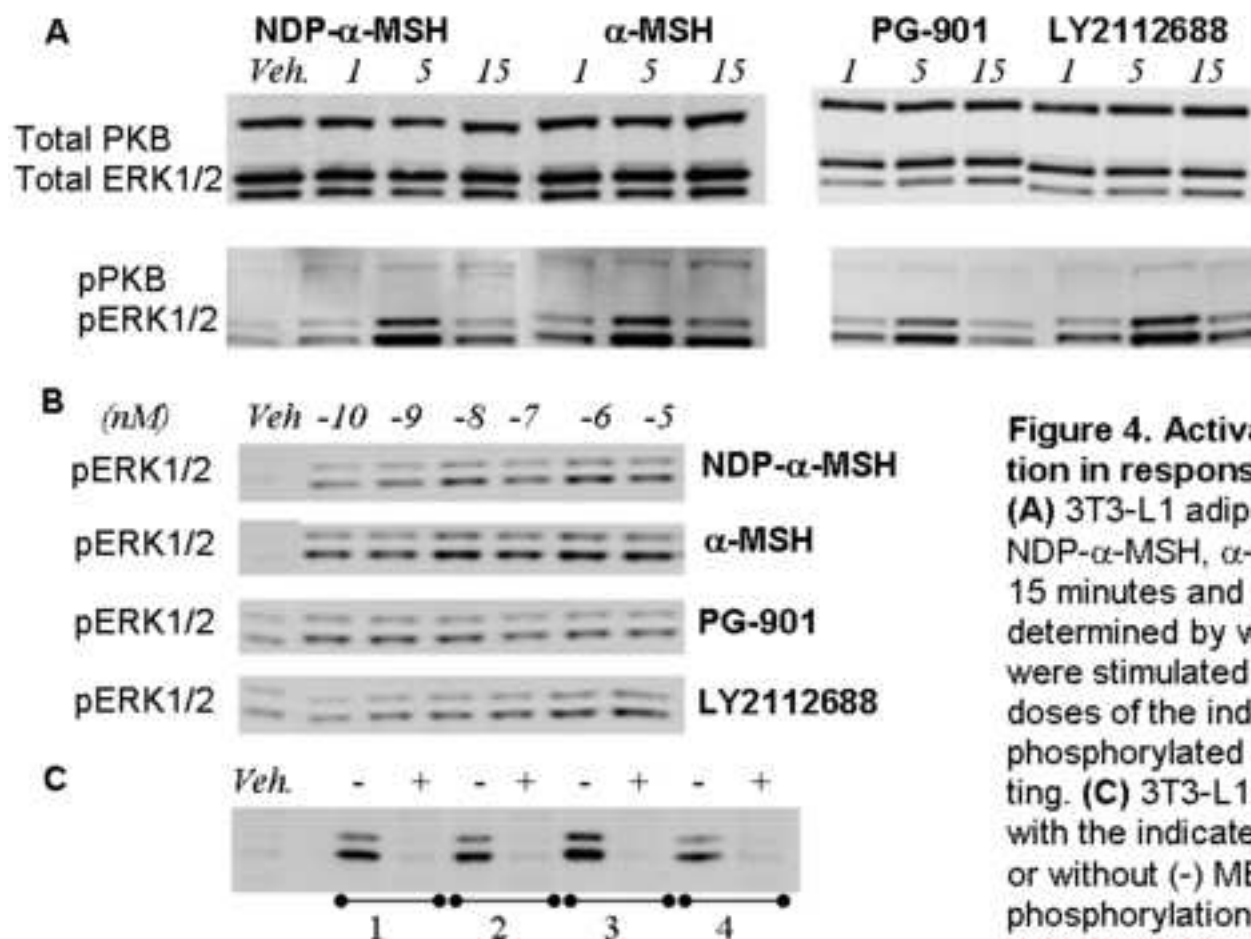 A NDP-α-MSH α-MSH PG-901 LY2112688
Veh. 1 5 15 1 5 15 1 5 15 1 5 15
Total PKB
Total ERK1/2
pPKB
pERK1/2
B (nM) Veh -10 -9 -8 -7 -6 -5
pERK1/2 NDP-α-MSH
pERK1/2 α-MSH
pERK1/2 PG-901
pERK1/2 LY2112688
C Veh. - + - + - + - +
1 2 3 4
Figure 4. Activa
tion in respons
(A) 3T3-L1 adip
NDP-α-MSH, α-
15 minutes and
determined by
were stimulated
doses of the ind
phosphorylated
ting. (C) 3T3-L1
with the indicate
or without (-) ME
phosphorylation